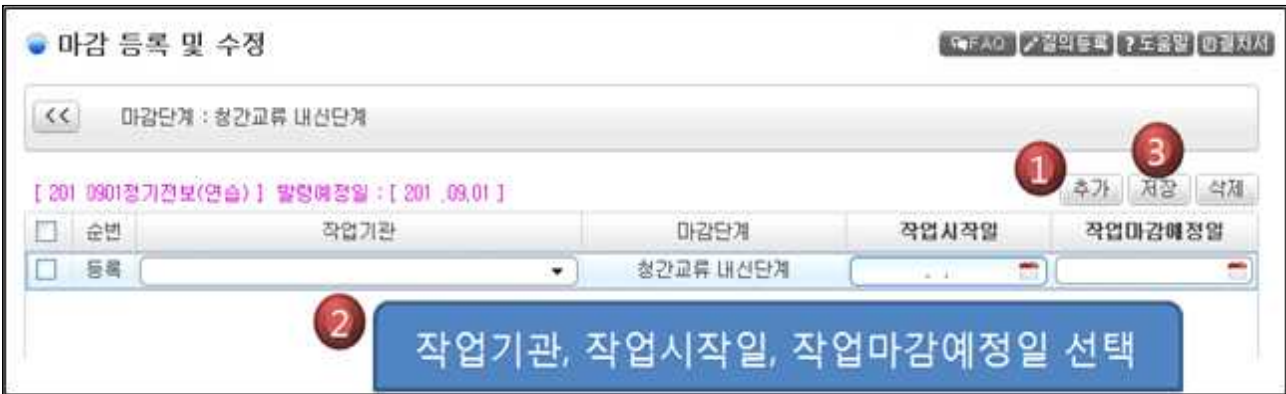 마감 등록 및 수정
FAQ 질의등록 ?도움말 절차서
<< 마감단계 : 청간교류 내신단계
1 3
[ 201 0901정기전보(연습) ] 발령예정일 : [ 201 .09.01 ]
추가 저장 삭제
순번 작업기관 마감단계 작업시작일 작업마감예정일
등록 청간교류 내신단계 . .
2 작업기관, 작업시작일, 작업마감예정일 선택